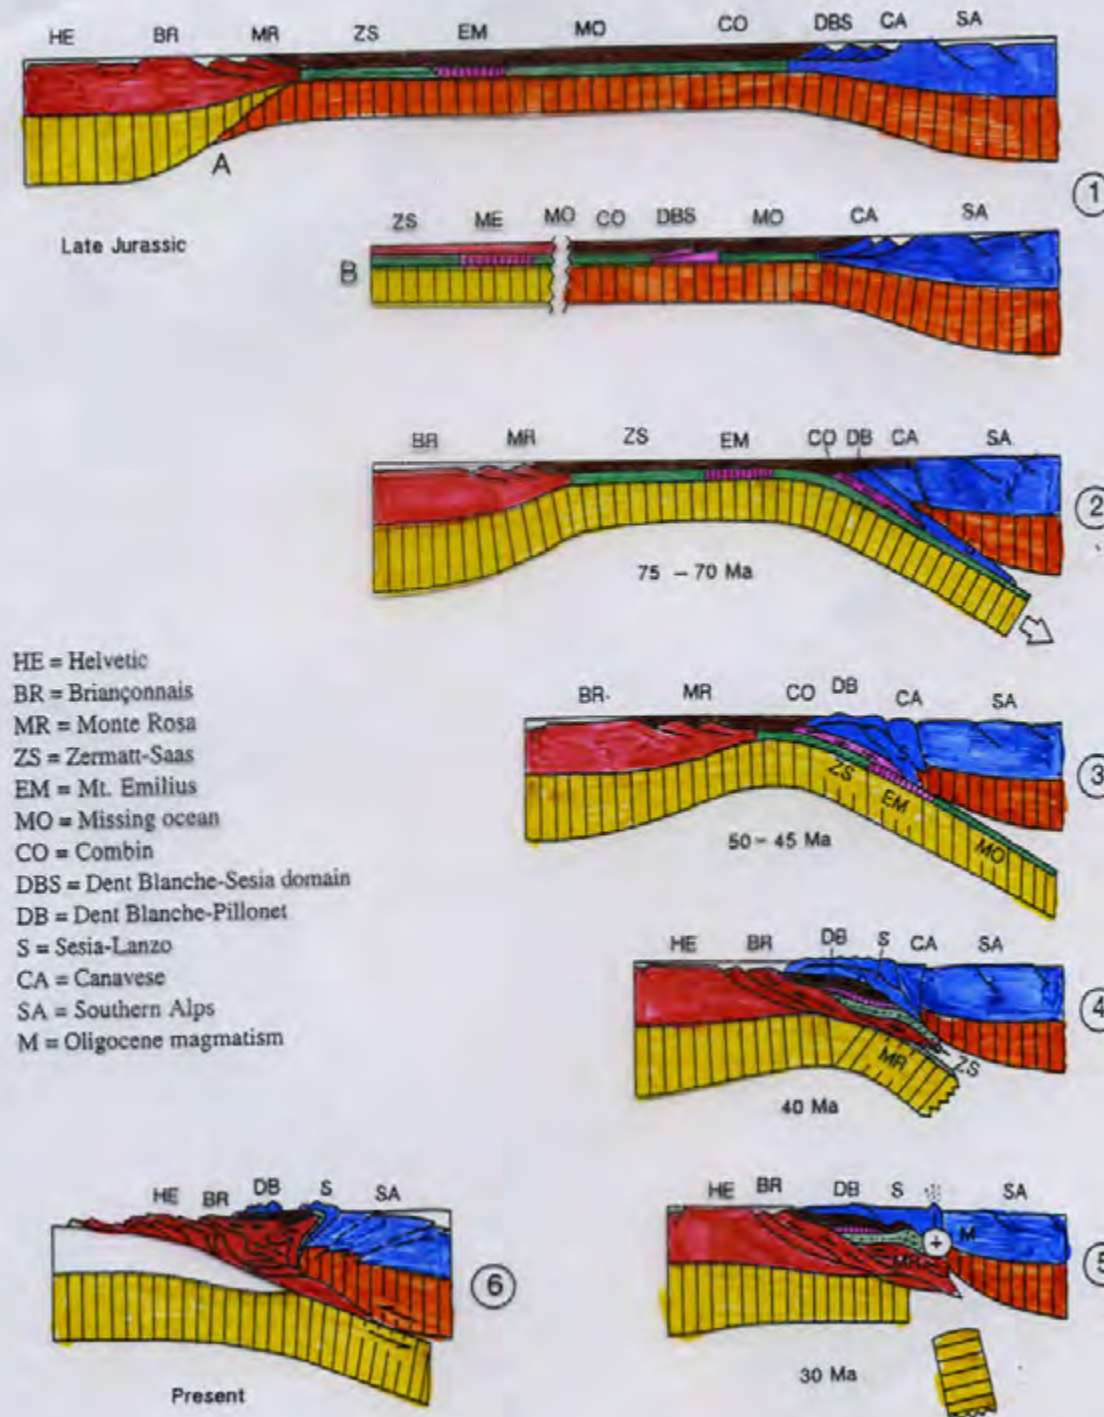 HE BR MR ZS EM MO CO DBS CA SA
A
1
Late Jurassic
ZS ME MO CO DBS MO CA SA
B
BR MR ZS EM CO DB CA SA
2
75 – 70 Ma
HE = Helvetic
BR = Briançonnais
MR = Monte Rosa
ZS = Zermatt-Saas
EM = Mt. Emilius
MO = Missing ocean
CO = Combin
DBS = Dent Blanche-Sesia domain
DB = Dent Blanche-Pillonet
S = Sesia-Lanzo
CA = Canavese
SA = Southern Alps
M = Oligocene magmatism
BR. MR CO DB CA SA
S
ZS
EM
MO
3
50 – 45 Ma
HE BR DB S CA SA
4
MR
ZS
40 Ma
HE BR DB S SA
6
Present
HE BR DB S SA
M
MR
5
30 Ma